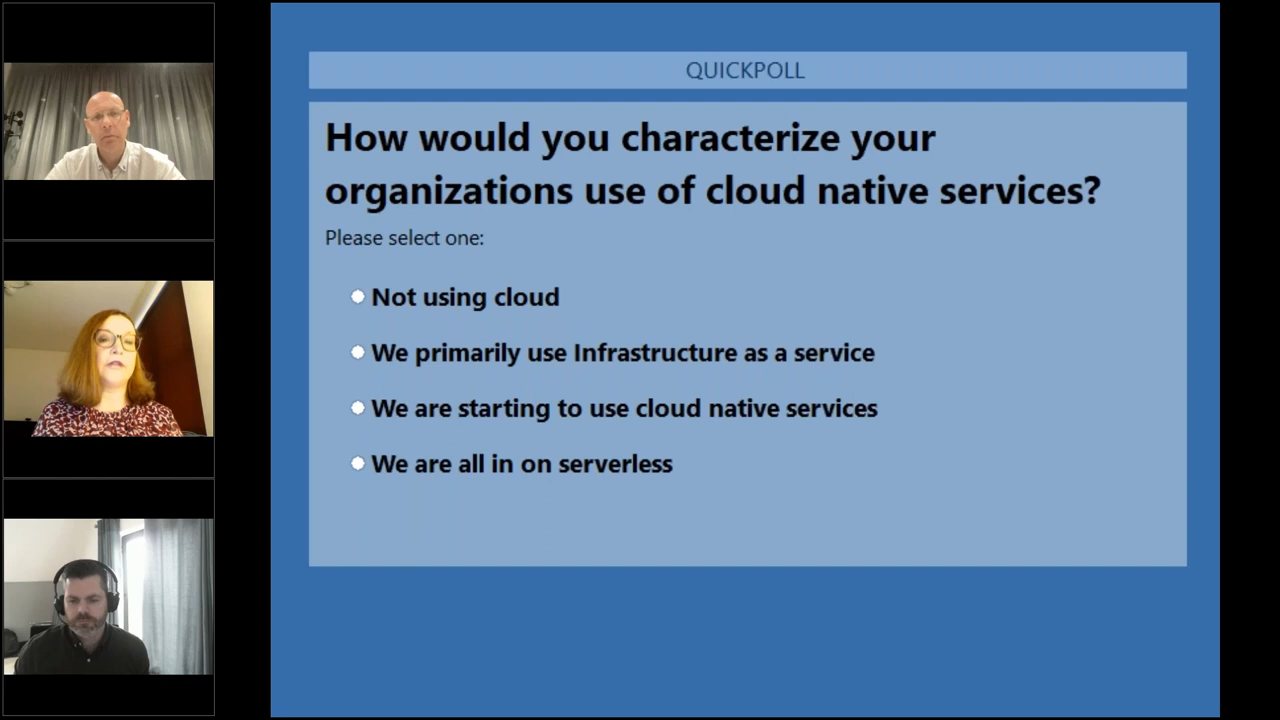 QUICKPOLL
How would you characterize your
organizations use of cloud native services?
Please select one:
Not using cloud
We primarily use Infrastructure as a service
We are starting to use cloud native services
We are all in on serverless